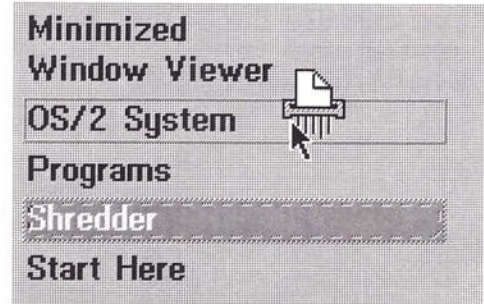 Minimized
Window Viewer
OS/2 System
Programs
Shredder
Start Here